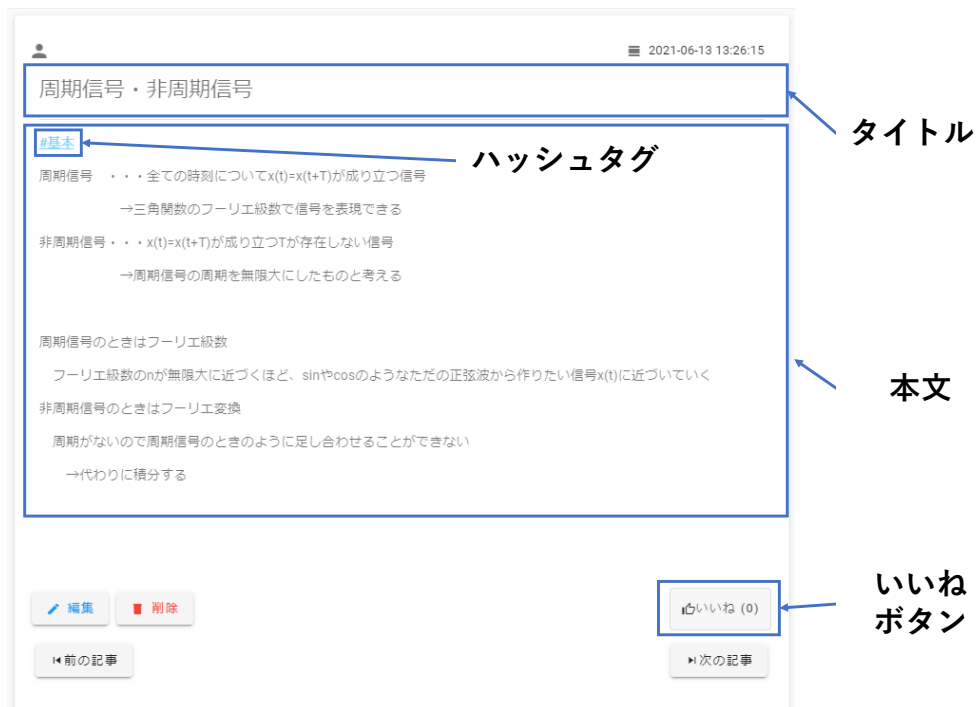 2021-06-13 13:26:15
周期信号・非周期信号
タイトル
#基本
ハッシュタグ
周期信号 ・・・全ての時刻についてx(t)=x(t+T)が成り立つ信号
→三角関数のフーリエ級数で信号を表現できる
非周期信号・・・x(t)=x(t+T)が成り立つTが存在しない信号
→周期信号の周期を無限大にしたものと考える
周期信号のときはフーリエ級数
フーリエ級数のnが無限大に近づくほど、sinやcosのようなただの正弦波から作りたい信号x(t)に近づいていく
本文
非周期信号のときはフーリエ変換
周期がないので周期信号のときのように足し合わせることができない
→代わりに積分する
編集
削除
いいね (0)
いいね
ボタン
前の記事
次の記事